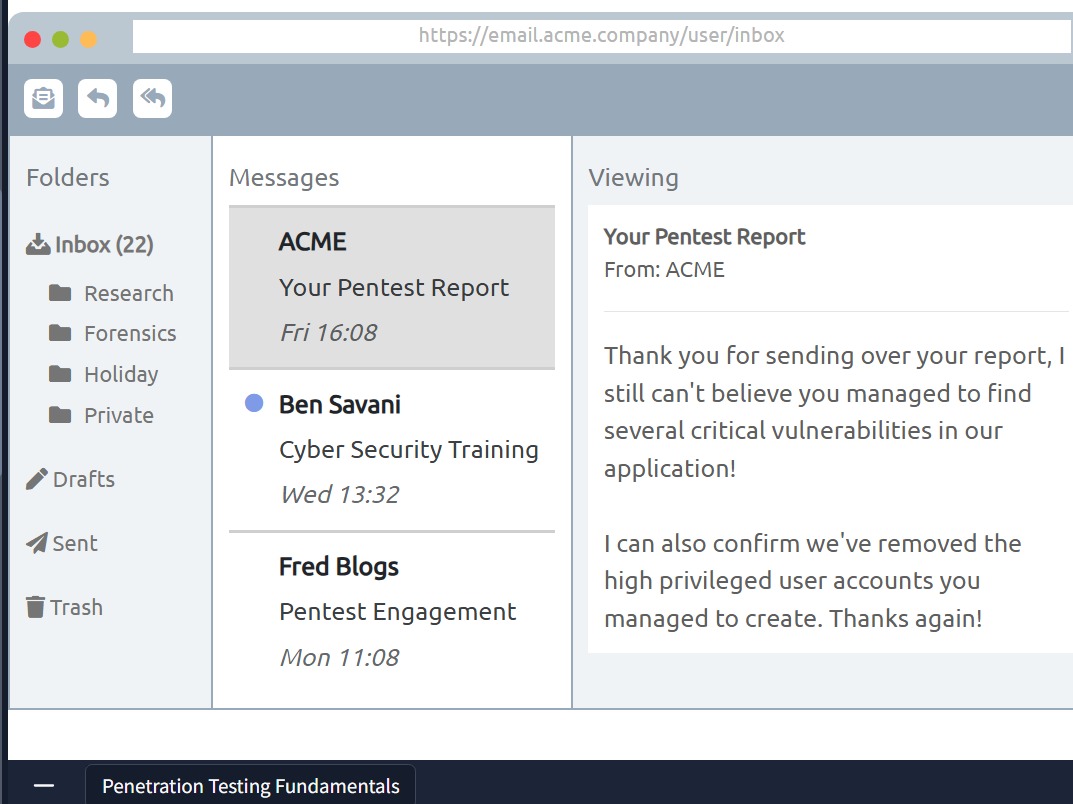 https://email.acme.company/user/inbox
Folders
Inbox (22)
Research
Forensics
Holiday
Private
Drafts
Sent
Trash
Messages
ACME
Your Pentest Report
Fri 16:08
Ben Savani
Cyber Security Training
Wed 13:32
Fred Blogs
Pentest Engagement
Mon 11:08
Viewing
Your Pentest Report
From: ACME
Thank you for sending over your report, I
still can't believe you managed to find
several critical vulnerabilities in our
application!
I can also confirm we've removed the
high privileged user accounts you
managed to create. Thanks again!
Penetration Testing Fundamentals